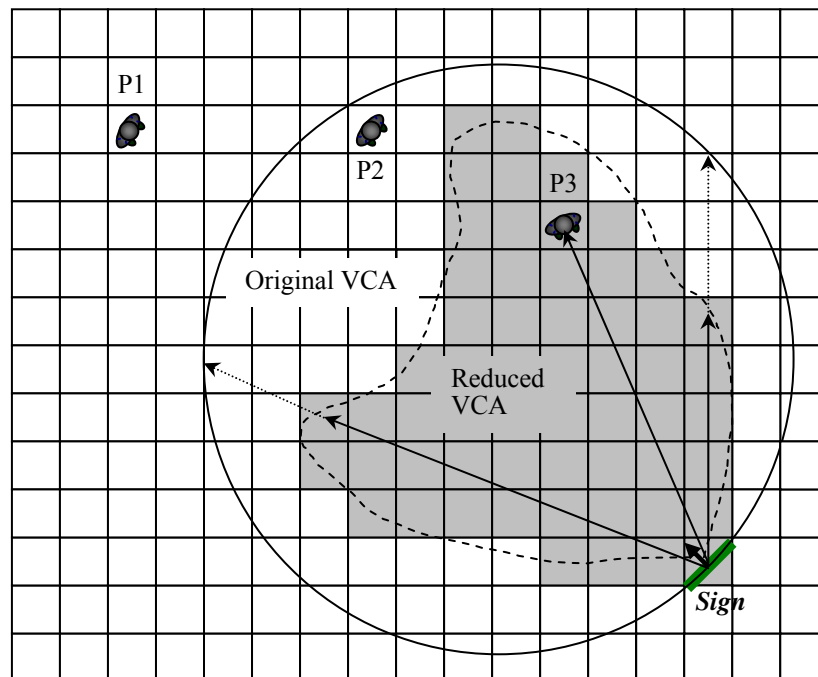 P1
P2
P3
Original VCA
Reduced
VCA
Sign